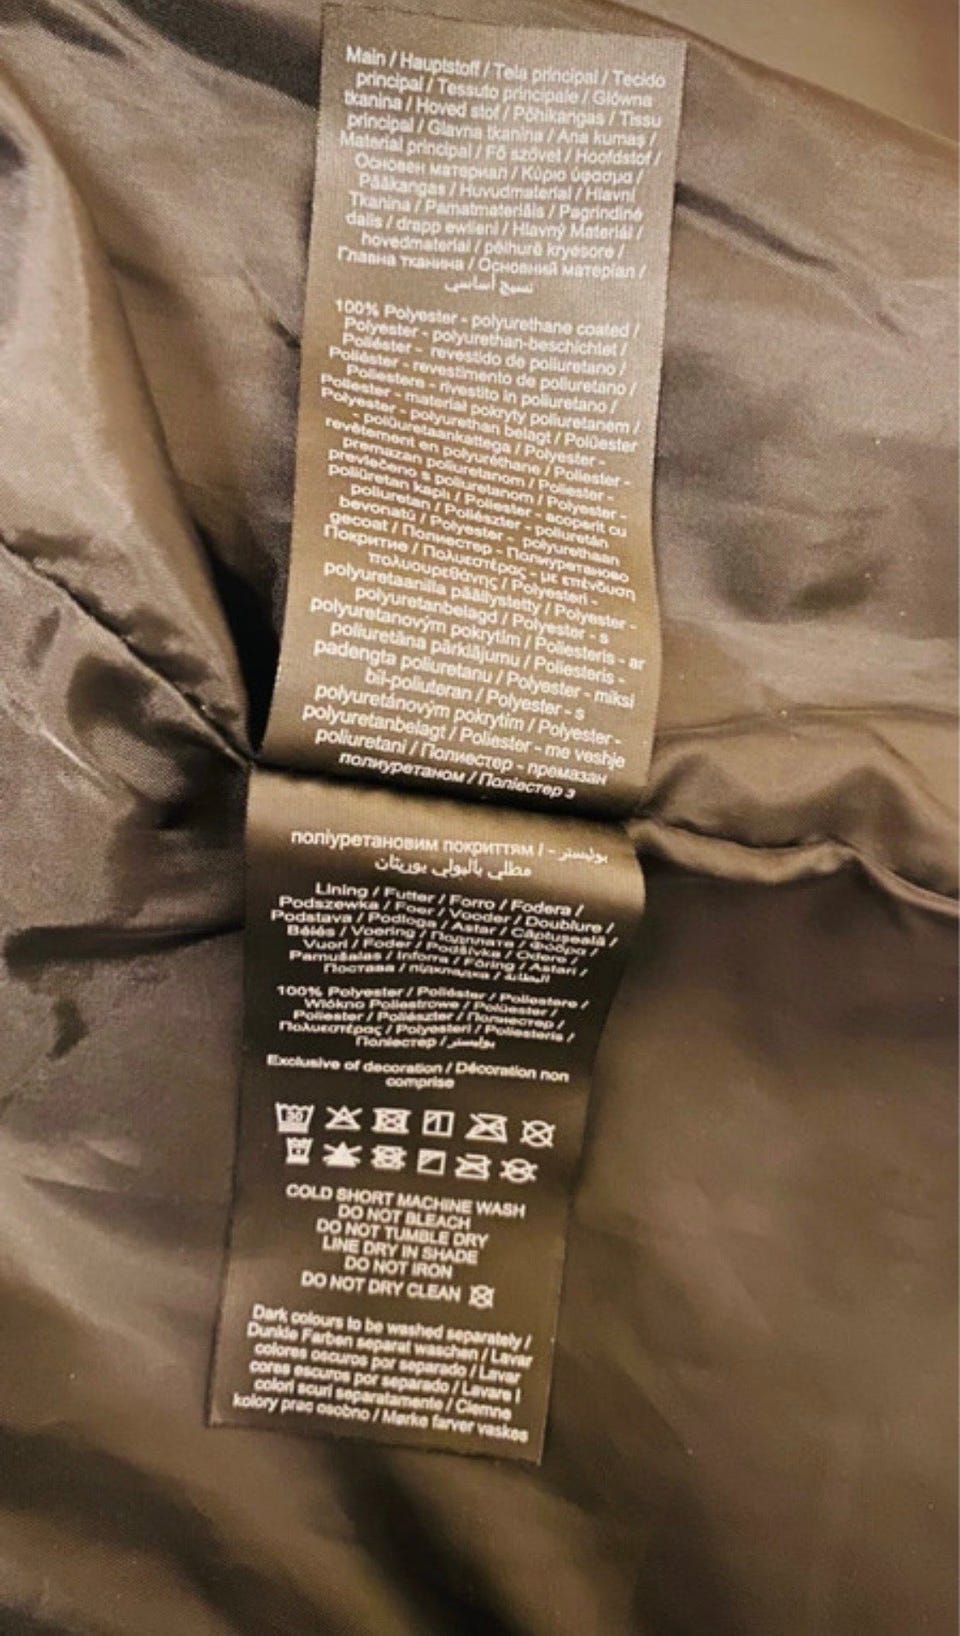 Main / Hauptstoff / Tela principal / Tecido
principal / Tessuto principale / Główna
tkanina / Hoved stof / Põhikangas / Tissu
principal / Glavna tkanina / Ana kumaş /
Material principal / Fő szövet / Hoofdstof /
Основен материал / Κύριο ύφασμα /
Pääkangas / Huvudmaterial / Hlavní
Tkanina / Pamatmateriāls / Pagrindinė
dalis / drapp ewlieni / Hlavný Materiál /
hovedmaterial / pëlhurë kryesore /
Главна тканина / Основний матеріал /
نسيج أساسي
100% Polyester - polyurethane coated /
Polyester - polyurethan-beschichtet /
Poliéster - revestido de poliuretano /
Poliéster - revestimento de poliuretano /
Poliestere - rivestito in poliuretano /
Poliester - material pokryty poliuretanem /
Polyester - polyurethan belagt / Polüester
- polüuretaankattega / Polyester -
revêtement en polyuréthane / Poliester -
premazan poliuretanom / Poliester -
prevlečeno s poliuretanom / Polyester -
poliüretan kaplı / Poliester - acoperit cu
poliuretan / Poliészter - poliuretán
bevonatú / Polyester - polyurethaan
gecoat / Полиестер - Полиуретаново
Покритие / Πολυεστέρας - με επένδυση
πολυουρεθάνης / Polyesteri -
polyuretaanilla päällystetty / Polyester -
polyuretanbelagd / Polyester - s
polyuretanovým pokrytím / Poliesteris - ar
poliuretāna pārklājumu / Poliesteris -
padengta poliuretanu / Polyester - miksi
bil-poliuteran / Polyester - s
polyuretánovým pokrytím / Polyester -
polyuretanbelagt / Poliester - me veshje
poliuretani / Полиестер - премазан
полиуретаном / Поліестер з
поліуретановим покриттям / - بوليستر
مطلي بالبولي يوريثان
Lining / Futter / Forro / Fodera /
Podszewka / Foer / Vooder / Doublure /
Podstava / Podloga / Astar / Căptuşeală /
Bélés / Voering / Подплата / Φόδρα /
Vuori / Foder / Podšívka / Odere /
Pamušalas / Inforra / Fôring / Astari /
Постава / підкладка / البطانة
100% Polyester / Poliéster / Poliestere /
Włókno Poliestrowe / Polüester /
Poliester / Poliészter / Полиестер /
Πολυεστέρας / Polyesteri / Poliesteris /
Поліестер / بوليستر
Exclusive of decoration / Décoration non
comprise
30
COLD SHORT MACHINE WASH
DO NOT BLEACH
DO NOT TUMBLE DRY
LINE DRY IN SHADE
DO NOT IRON
DO NOT DRY CLEAN
Dark colours to be washed separately /
Dunkle Farben separat waschen / Lavar
colores oscuros por separado / Lavar
cores escuros por separado / Lavare i
colori scuri separatamente / Ciemne
kolory prac osobno / Mørke farver vaskes